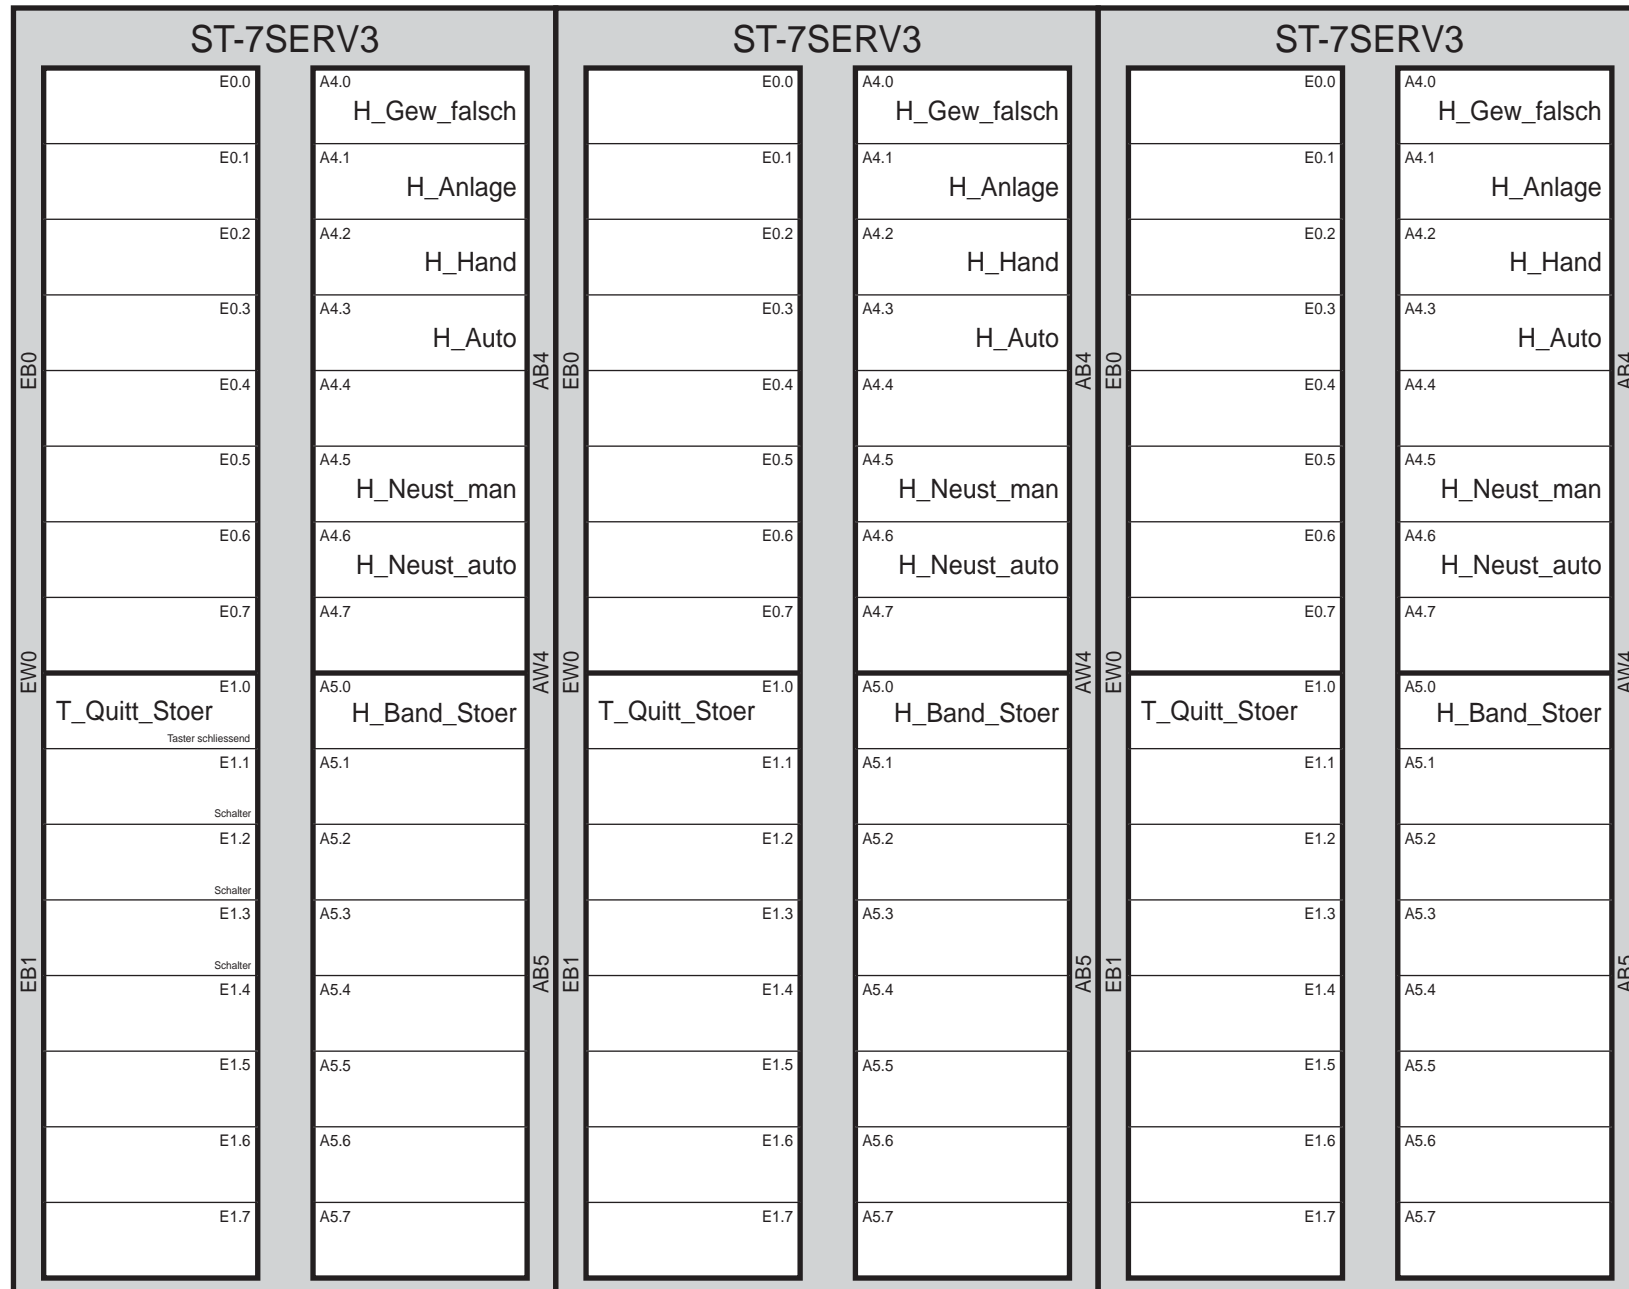 ST-7SERV3
EB0
EW0
EB1
E0.0
E0.1
E0.2
E0.3
E0.4
E0.5
E0.6
E0.7
E1.0
T_Quitt_Stoer
Taster schliessend
E1.1
Schalter
E1.2
Schalter
E1.3
Schalter
E1.4
E1.5
E1.6
E1.7
A4.0
H_Gew_falsch
A4.1
H_Anlage
A4.2
H_Hand
A4.3
H_Auto
A4.4
A4.5
H_Neust_man
A4.6
H_Neust_auto
A4.7
A5.0
H_Band_Stoer
A5.1
A5.2
A5.3
A5.4
A5.5
A5.6
A5.7
AB4
AW4
AB5
ST-7SERV3
EB0
EW0
EB1
E0.0
E0.1
E0.2
E0.3
E0.4
E0.5
E0.6
E0.7
E1.0
T_Quitt_Stoer
E1.1
E1.2
E1.3
E1.4
E1.5
E1.6
E1.7
A4.0
H_Gew_falsch
A4.1
H_Anlage
A4.2
H_Hand
A4.3
H_Auto
A4.4
A4.5
H_Neust_man
A4.6
H_Neust_auto
A4.7
A5.0
H_Band_Stoer
A5.1
A5.2
A5.3
A5.4
A5.5
A5.6
A5.7
AB4
AW4
AB5
ST-7SERV3
EB0
EW0
EB1
E0.0
E0.1
E0.2
E0.3
E0.4
E0.5
E0.6
E0.7
E1.0
T_Quitt_Stoer
E1.1
E1.2
E1.3
E1.4
E1.5
E1.6
E1.7
A4.0
H_Gew_falsch
A4.1
H_Anlage
A4.2
H_Hand
A4.3
H_Auto
A4.4
A4.5
H_Neust_man
A4.6
H_Neust_auto
A4.7
A5.0
H_Band_Stoer
A5.1
A5.2
A5.3
A5.4
A5.5
A5.6
A5.7
AB4
AW4
AB5